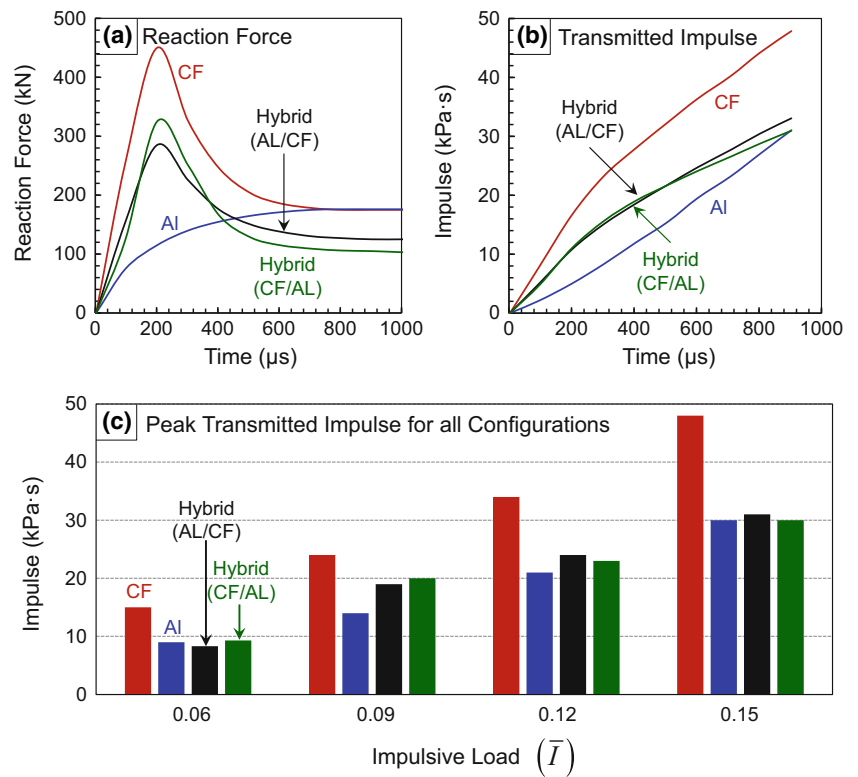 (a) Reaction Force
500
400
300
200
100
0
Reaction Force (kN)
CF
Hybrid
(AL/CF)
Al
Hybrid
(CF/AL)
0 200 400 600 800 1000
Time (μs)
(b) Transmitted Impulse
50
40
30
20
10
0
Impulse (kPa·s)
CF
Hybrid
(AL/CF)
Al
Hybrid
(CF/AL)
0 200 400 600 800 1000
Time (μs)
(c) Peak Transmitted Impulse for all Configurations
50
40
30
20
10
0
Impulse (kPa·s)
Hybrid
(AL/CF)
Hybrid
(CF/AL)
CF
Al
0.06 0.09 0.12 0.15
Impulsive Load (I̅)